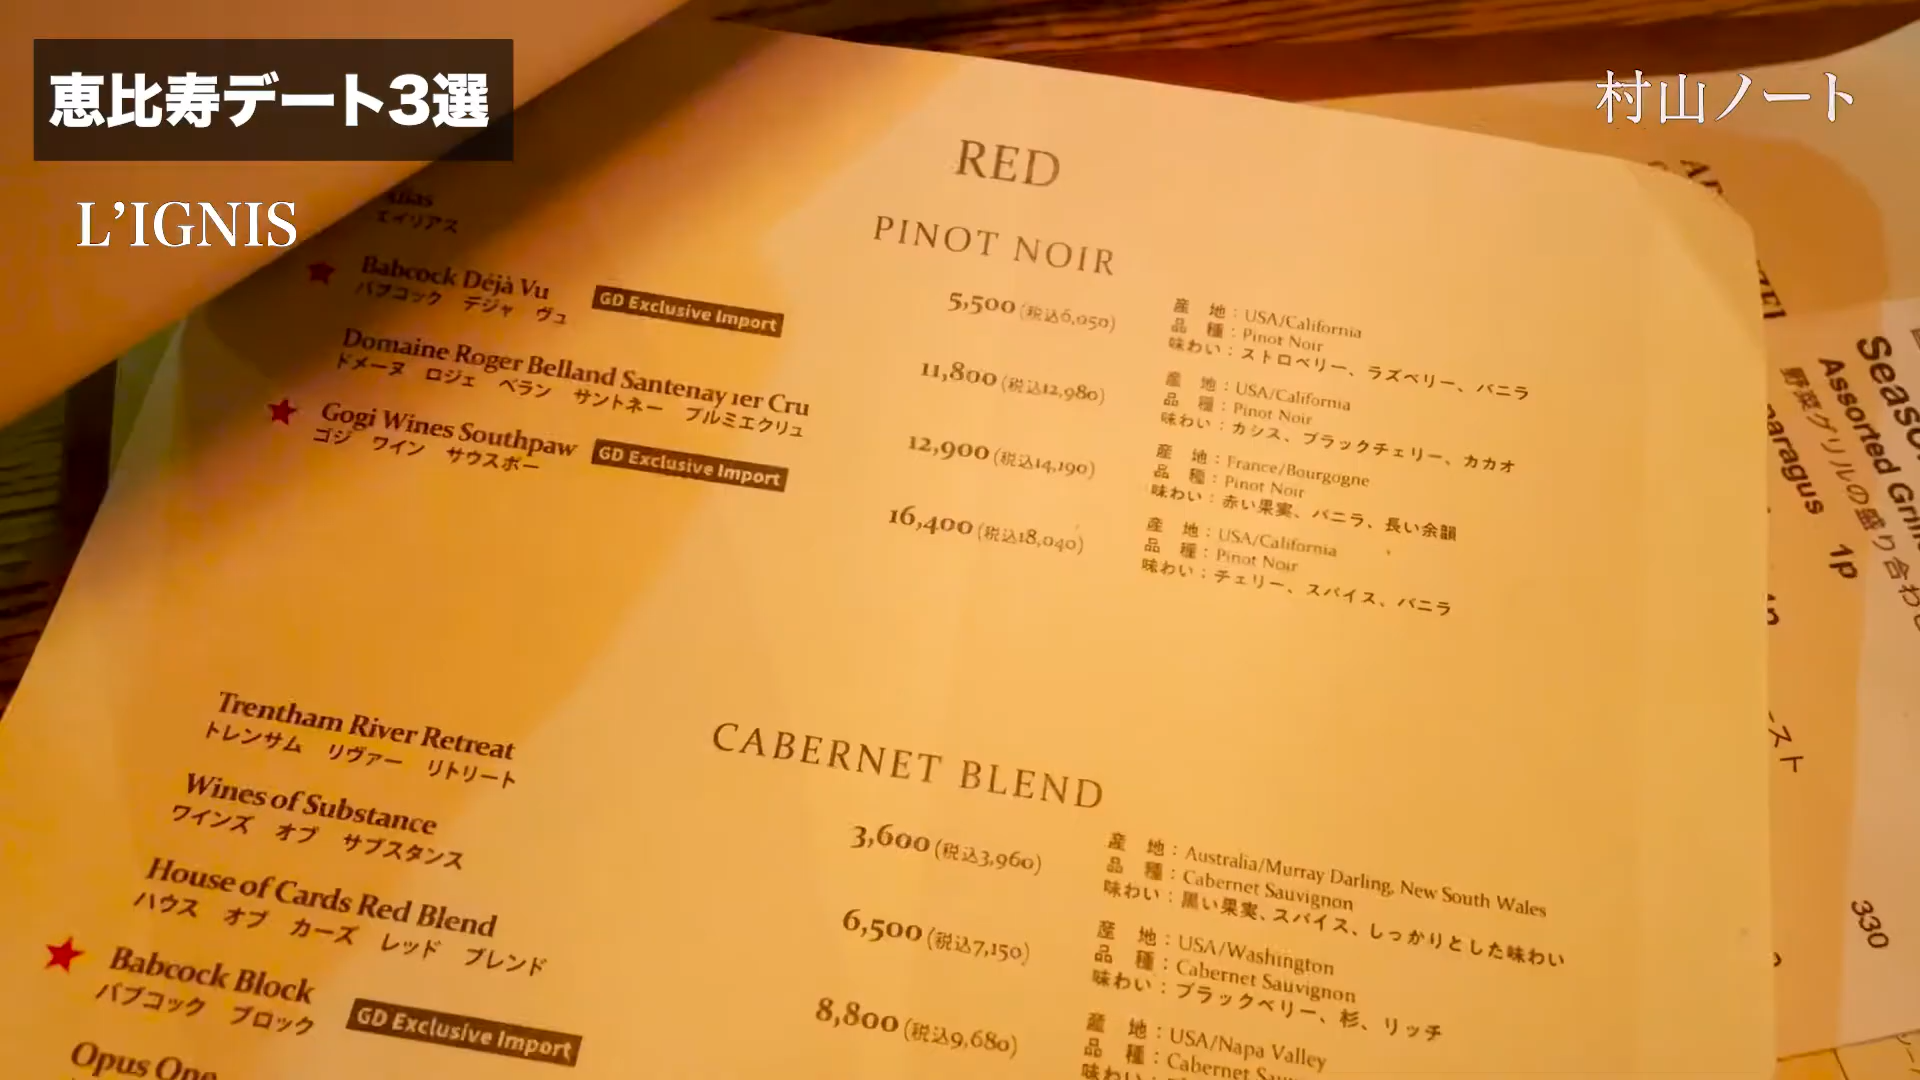 恵比寿デート3選
村山ノート
L’IGNIS
RED
PINOT NOIR
エイリアス
5,500 (税込6,050)
産 地：USA/California
品 種：Pinot Noir
味わい：ストロベリー、ラズベリー、バニラ
★ Babcock Déjà Vu GD Exclusive Import
バブコック デジャ ヴュ
11,800 (税込12,980)
産 地：USA/California
品 種：Pinot Noir
味わい：カシス、ブラックチェリー、カカオ
Domaine Roger Belland Santenay 1er Cru
ドメーヌ ロジェ ベラン サントネー プルミエクリュ
12,900 (税込14,190)
産 地：France/Bourgogne
品 種：Pinot Noir
味わい：赤い果実、バニラ、長い余韻
★ Gogi Wines Southpaw GD Exclusive Import
ゴジ ワイン サウスポー
16,400 (税込18,040)
産 地：USA/California
品 種：Pinot Noir
味わい：チェリー、スパイス、バニラ
CABERNET BLEND
Trentham River Retreat
トレンサム リヴァー リトリート
3,600 (税込3,960)
産 地：Australia/Murray Darling, New South Wales
品 種：Cabernet Sauvignon
味わい：黒い果実、スパイス、しっかりとした味わい
Wines of Substance
ワインズ オブ サブスタンス
6,500 (税込7,150)
産 地：USA/Washington
品 種：Cabernet Sauvignon
味わい：ブラックベリー、杉、リッチ
House of Cards Red Blend
ハウス オブ カーズ レッド ブレンド
8,800 (税込9,680)
産 地：USA/Napa Valley
品 種：Cabernet
味わい：
★ Babcock Block GD Exclusive Import
バブコック ブロック
Opus One
Assorted
野菜グリルの盛り合わせ
1p
330